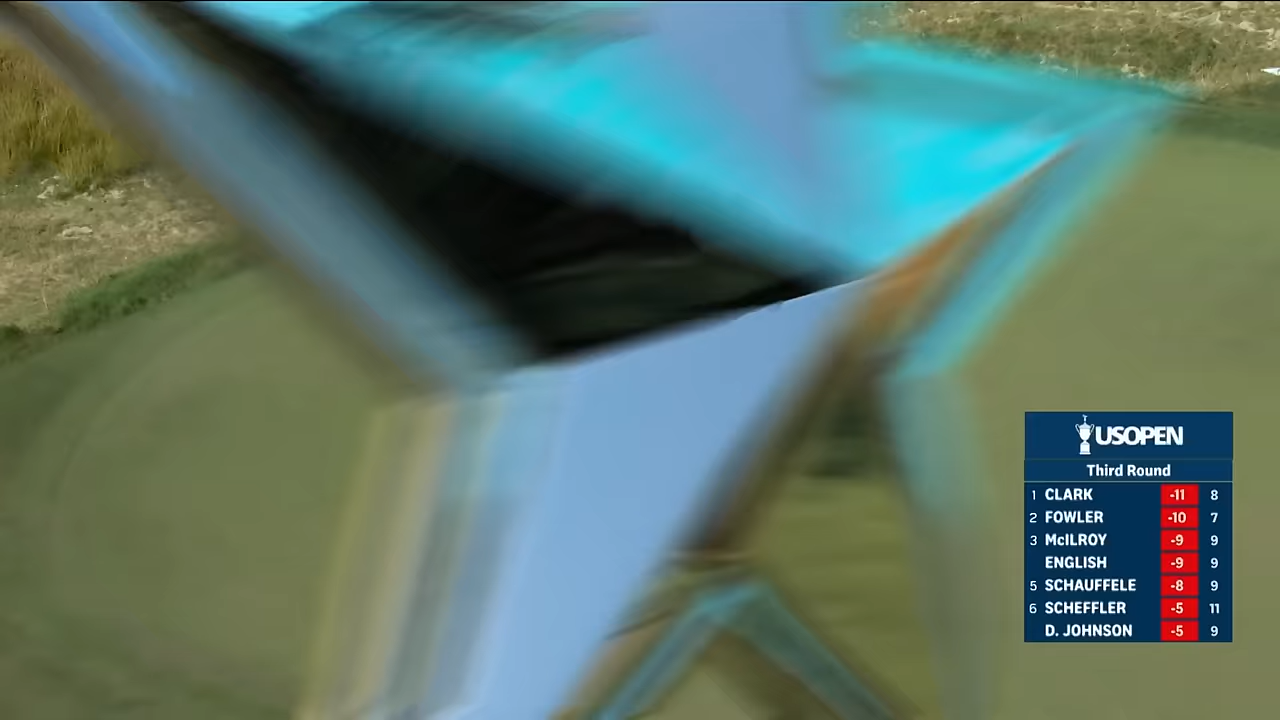 USOPEN
Third Round
1 CLARK -11 8
2 FOWLER -10 7
3 McILROY -9 9
ENGLISH -9 9
5 SCHAUFFELE -8 9
6 SCHEFFLER -5 11
D. JOHNSON -5 9